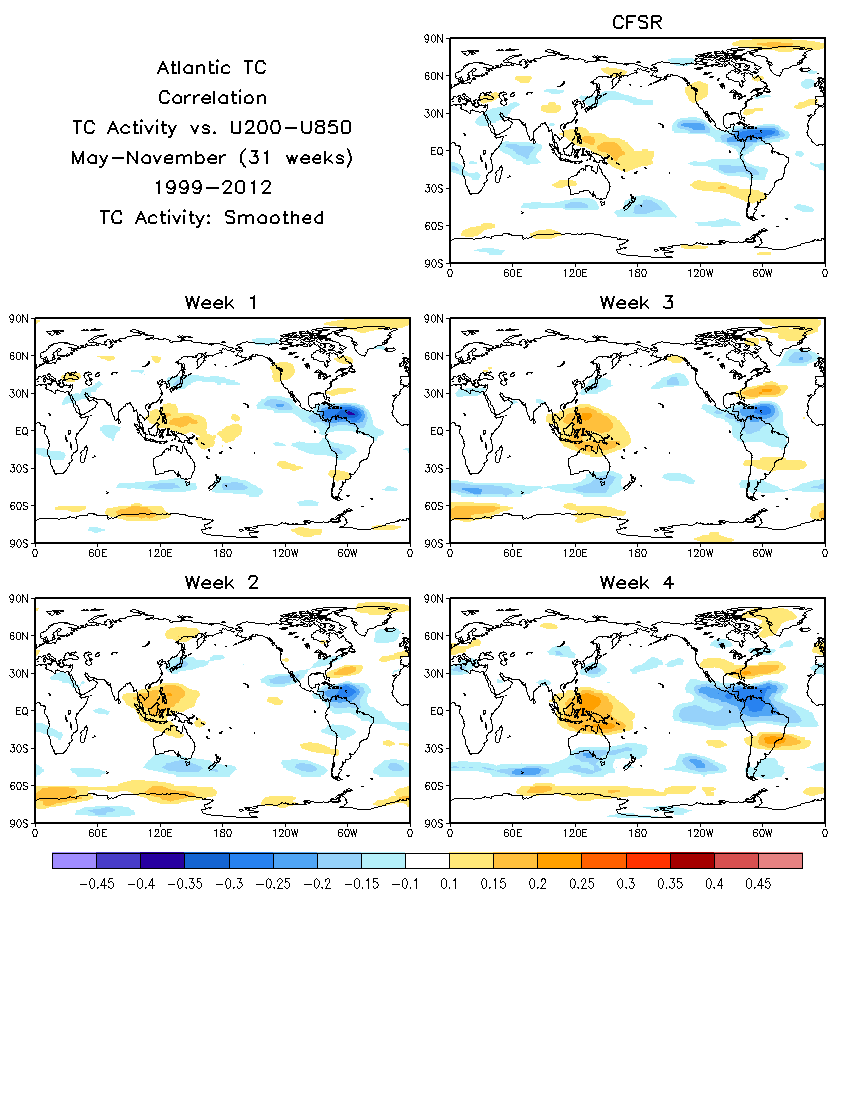 CFSR
Atlantic TC
Correlation
TC Activity vs. U200-U850
May-November (31 weeks)
1999-2012
TC Activity: Smoothed
90N
60N
30N
EQ
30S
60S
90S
0 60E 120E 180 120W 60W 0
Week 1
90N
60N
30N
EQ
30S
60S
90S
0 60E 120E 180 120W 60W 0
Week 3
90N
60N
30N
EQ
30S
60S
90S
0 60E 120E 180 120W 60W 0
Week 2
90N
60N
30N
EQ
30S
60S
90S
0 60E 120E 180 120W 60W 0
Week 4
90N
60N
30N
EQ
30S
60S
90S
0 60E 120E 180 120W 60W 0
-0.45 -0.4 -0.35 -0.3 -0.25 -0.2 -0.15 -0.1 0.1 0.15 0.2 0.25 0.3 0.35 0.4 0.45